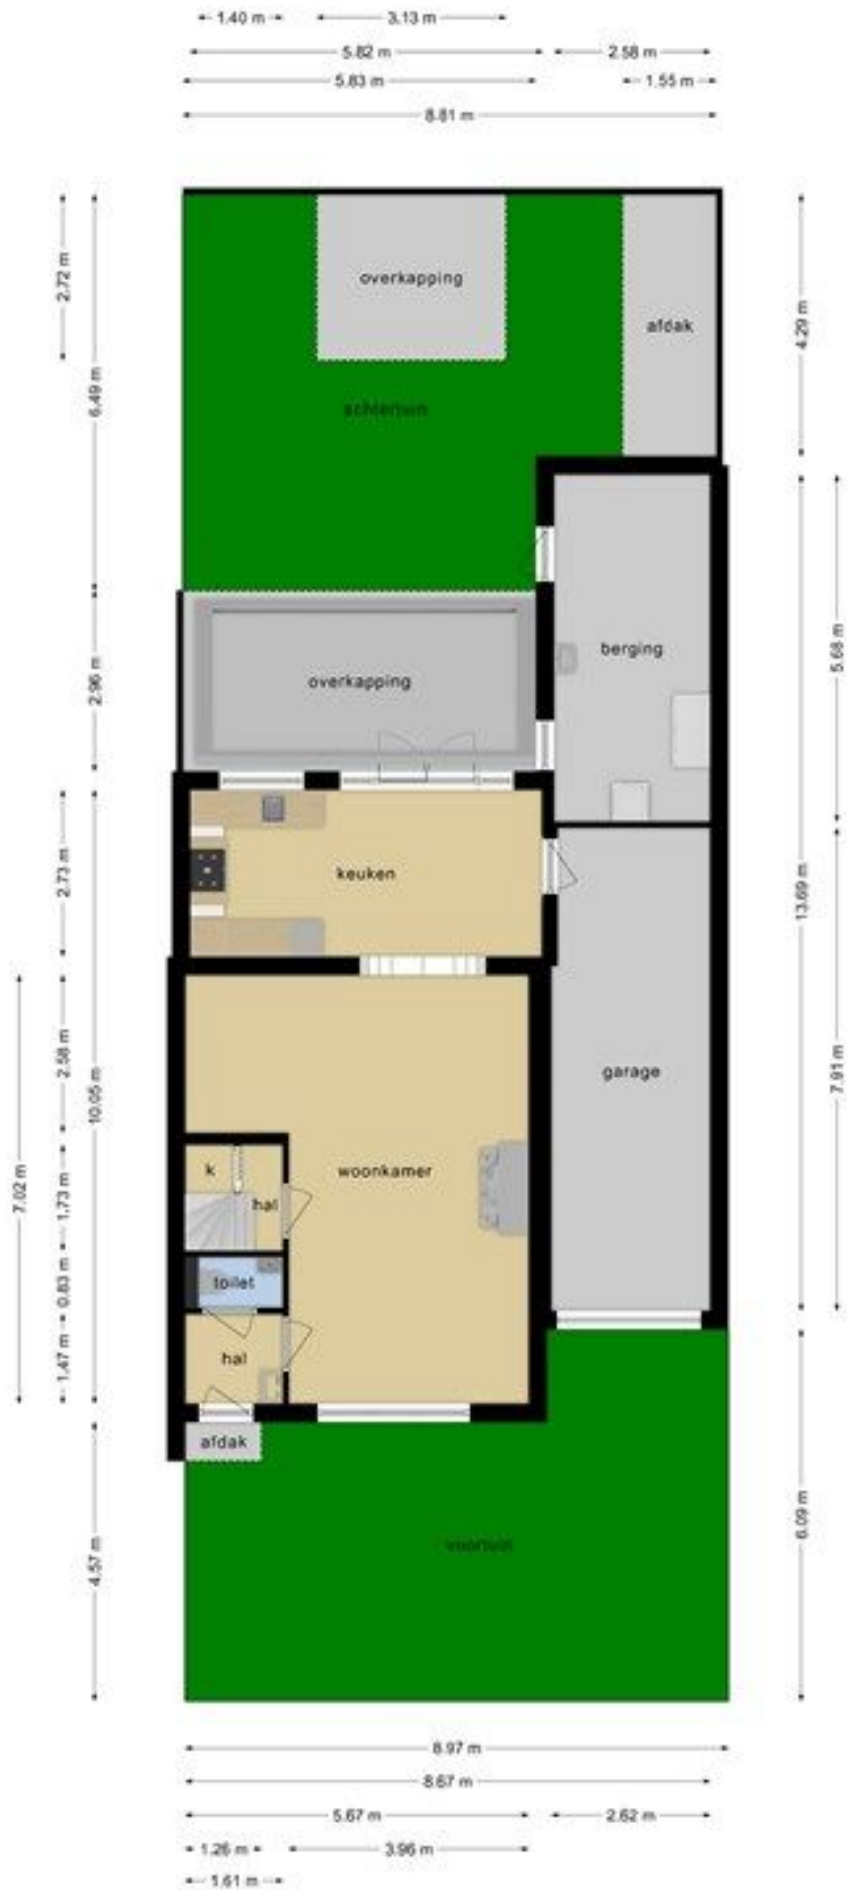 1.40 m
3.13 m
5.82 m
2.58 m
5.83 m
1.55 m
8.81 m
2.72 m
6.49 m
4.29 m
overkapping
afdak
achtertuin
5.68 m
berging
2.96 m
overkapping
2.73 m
keuken
13.69 m
2.58 m
10.05 m
7.02 m
7.91 m
garage
woonkamer
k
hal
1.73 m
0.83 m
toilet
1.47 m
hal
afdak
4.57 m
voortuin
6.09 m
8.97 m
8.67 m
5.67 m
2.62 m
1.26 m
3.96 m
1.61 m